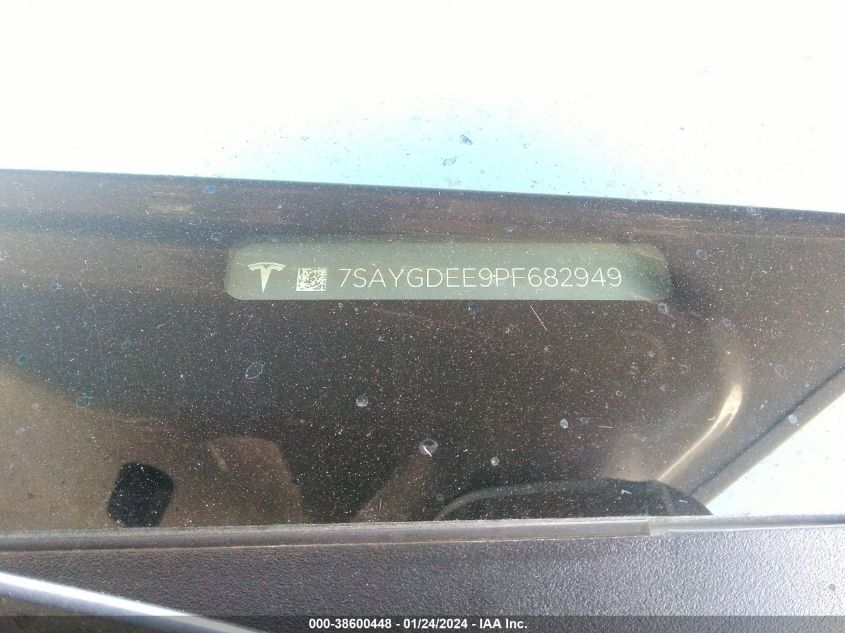 7SAYGDEE9PF682949
000-38600448 - 01/24/2024 - IAA Inc.